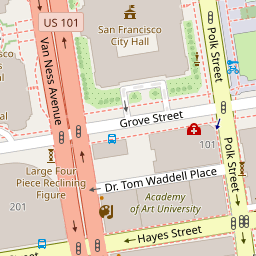 US 101
San Francisco
City Hall
Polk Street
Van Ness Avenue
Grove Street
101
Polk Street
Large Four
Piece Reclining
Figure
Dr. Tom Waddell Place
201
Academy
of Art University
Hayes Street